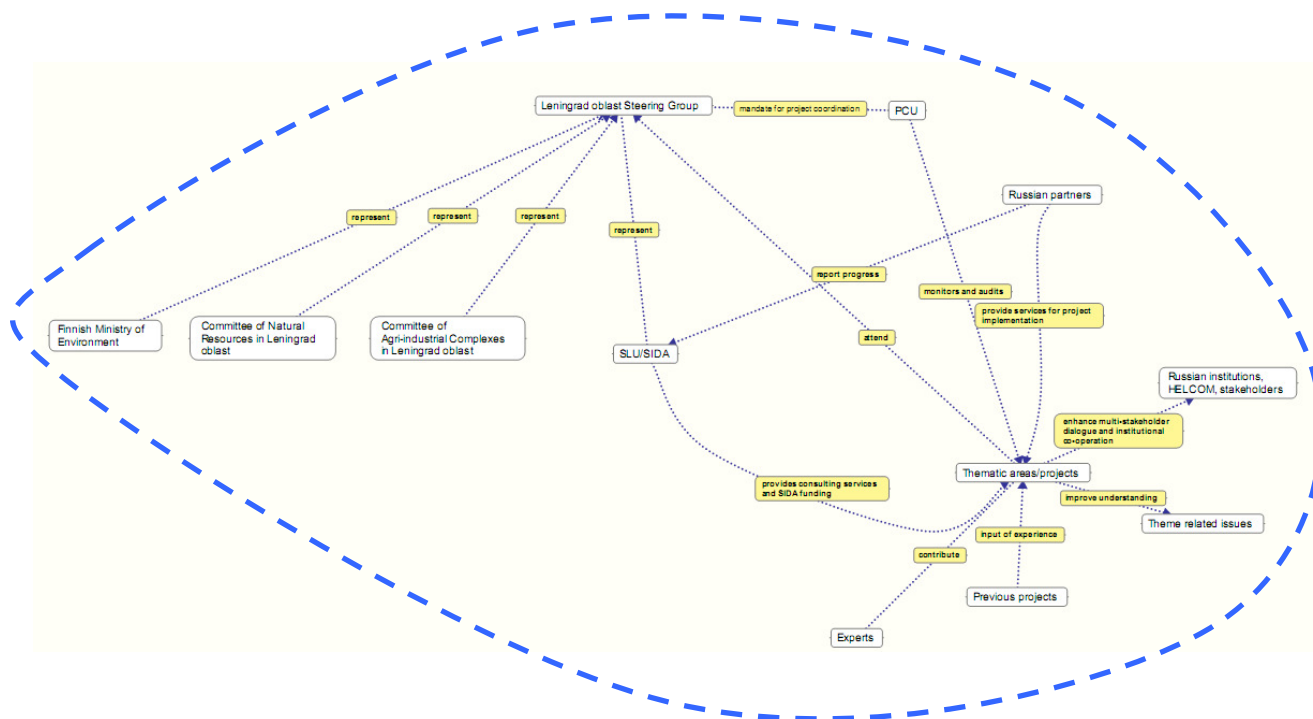 Leningrad oblast Steering Group
mandate for project coordination
PCU
Russian partners
represent
represent
represent
represent
report progress
monitors and audits
provide services for project
implementation
Finnish Ministry of
Environment
Committee of Natural
Resources in Leningrad
oblast
Committee of
Agri-industrial Complexes
in Leningrad oblast
SLU/SIDA
attend
Russian institutions,
HELCOM, stakeholders
enhance multi-stakeholder
dialogue and institutional
co-operation
Thematic areas/projects
provides consulting services
and SIDA funding
improve understanding
Theme related issues
input of experience
contribute
Previous projects
Experts